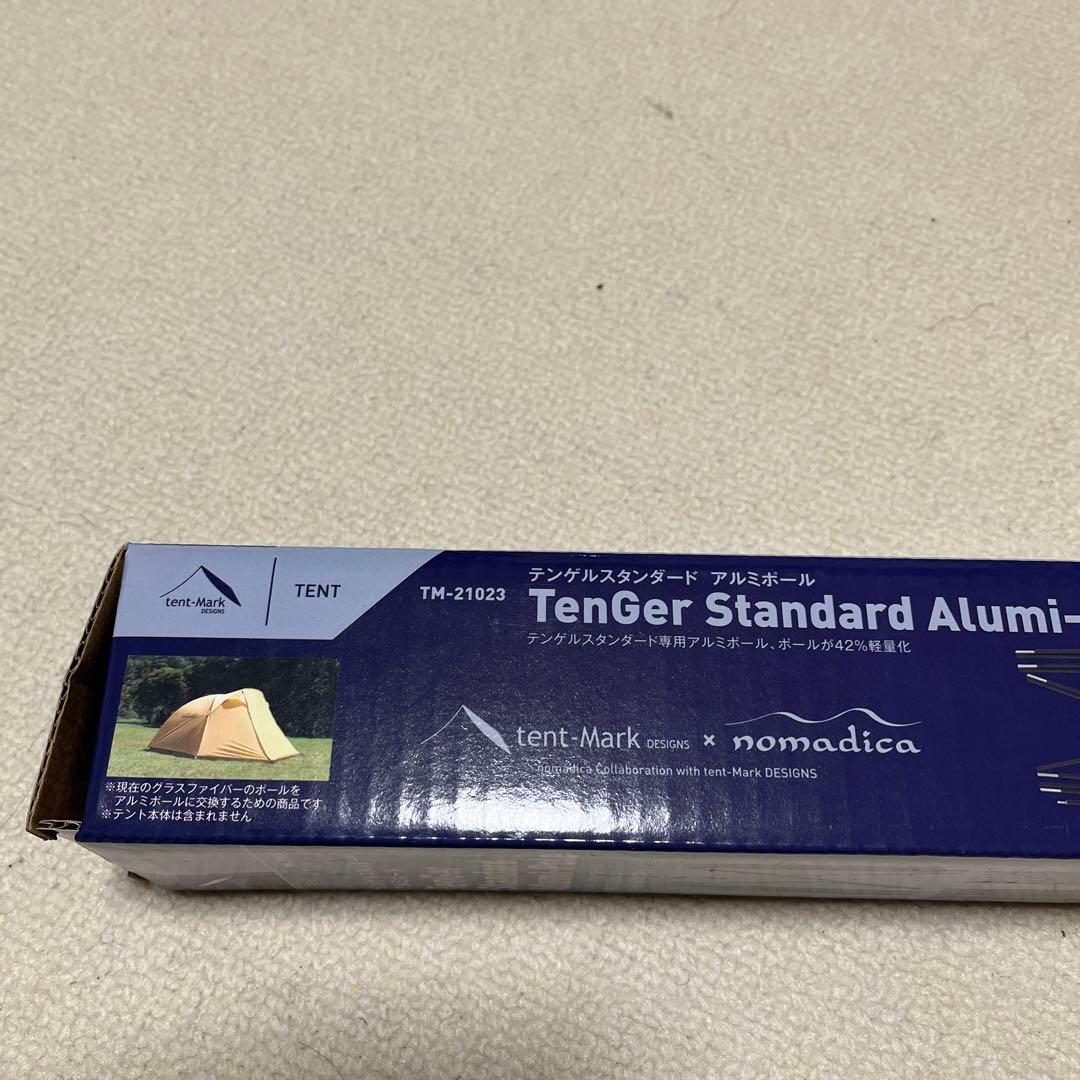 tent-Mark
DESIGNS
TENT
TM-21023
テンゲルスタンダード アルミポール
TenGer Standard Alumi-
テンゲルスタンダード専用アルミポール、ポールが42%軽量化
tent-Mark DESIGNS × nomadica
nomadica Collaboration with tent-Mark DESIGNS
※現在のグラスファイバーのポールを
アルミポールに交換するための商品です
※テント本体は含まれません